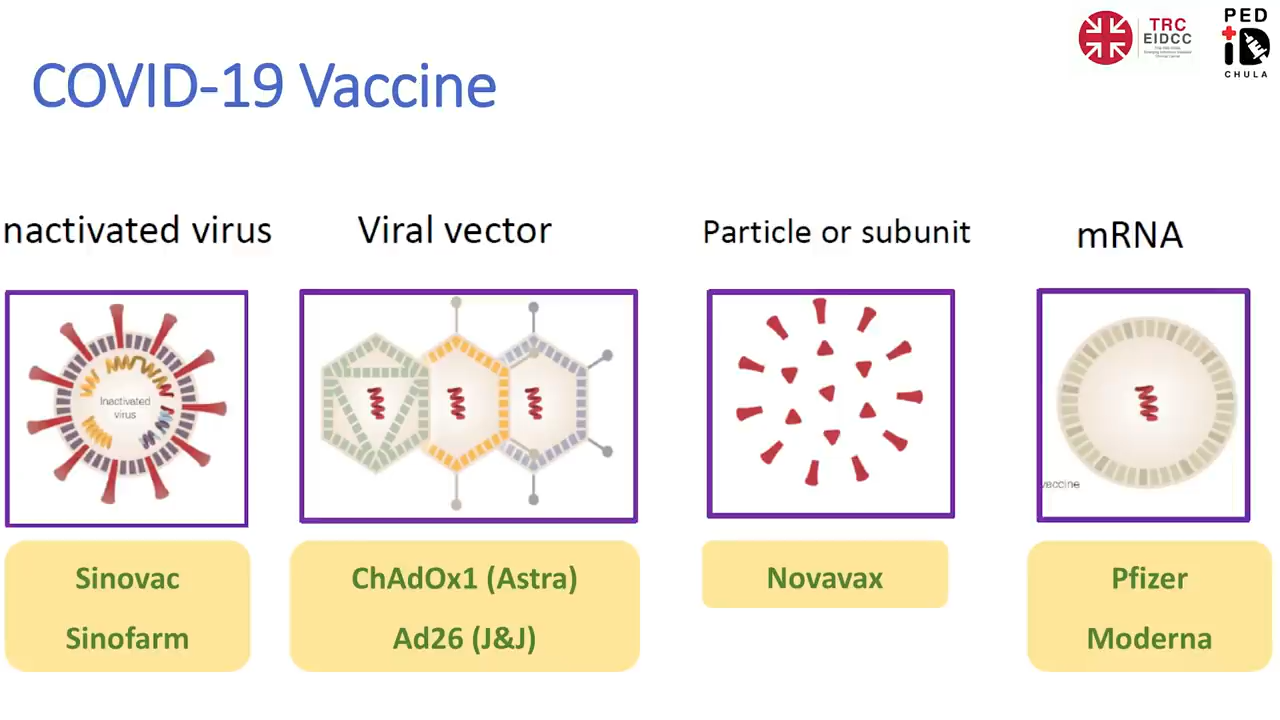 TRC
EIDCC
PED
iD
CHULA
COVID-19 Vaccine
nactivated virus
Viral vector
Particle or subunit
mRNA
Inactivated
virus
vaccine
Sinovac
Sinofarm
ChAdOx1 (Astra)
Ad26 (J&J)
Novavax
Pfizer
Moderna